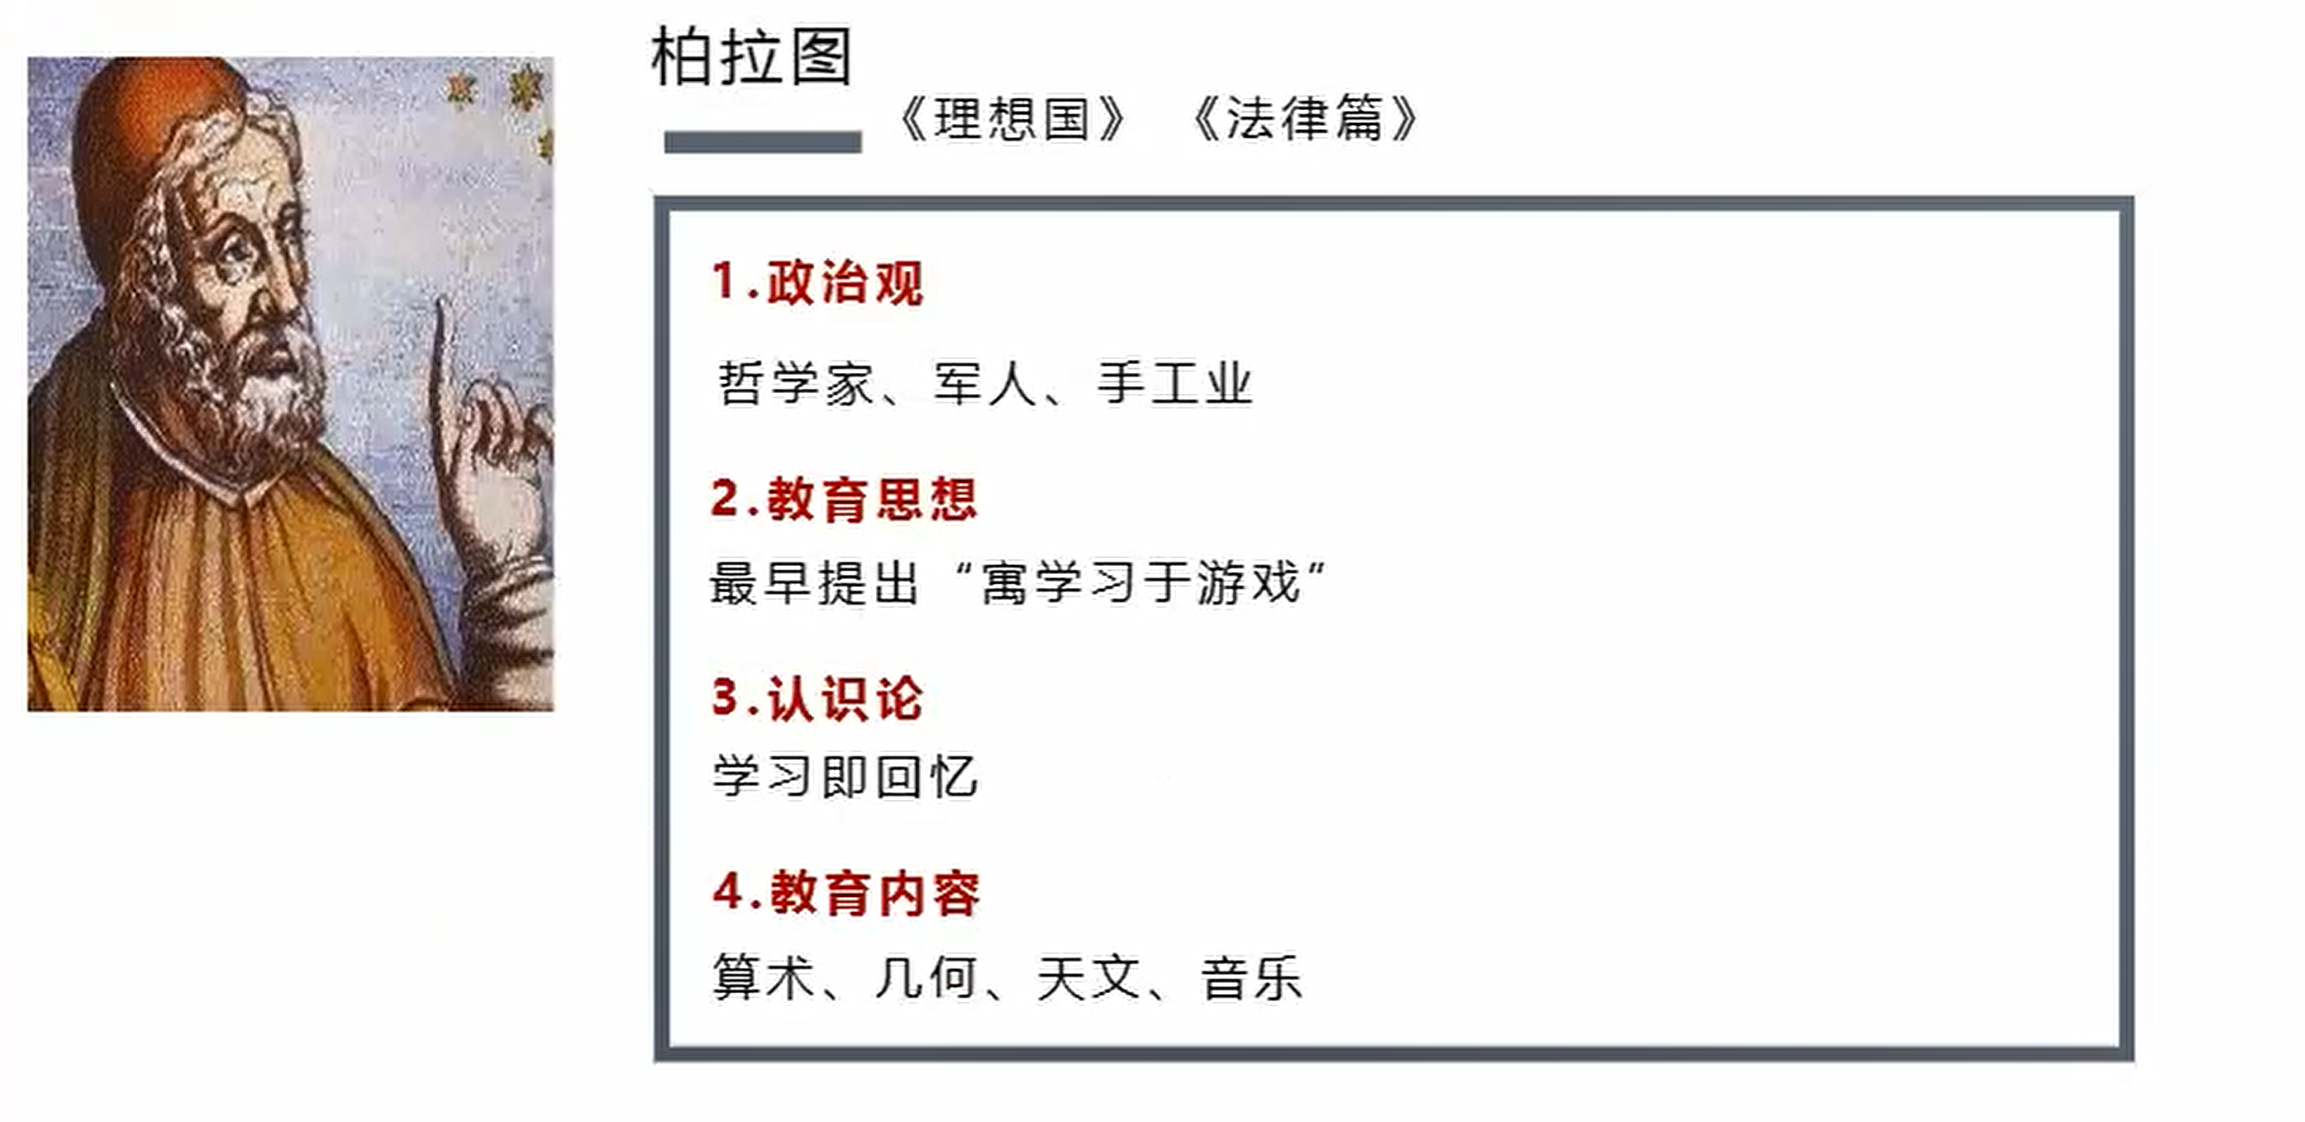 柏拉图
《理想国》 《法律篇》
1.政治观
哲学家、军人、手工业
2.教育思想
最早提出“寓学习于游戏”
3.认识论
学习即回忆
4.教育内容
算术、几何、天文、音乐